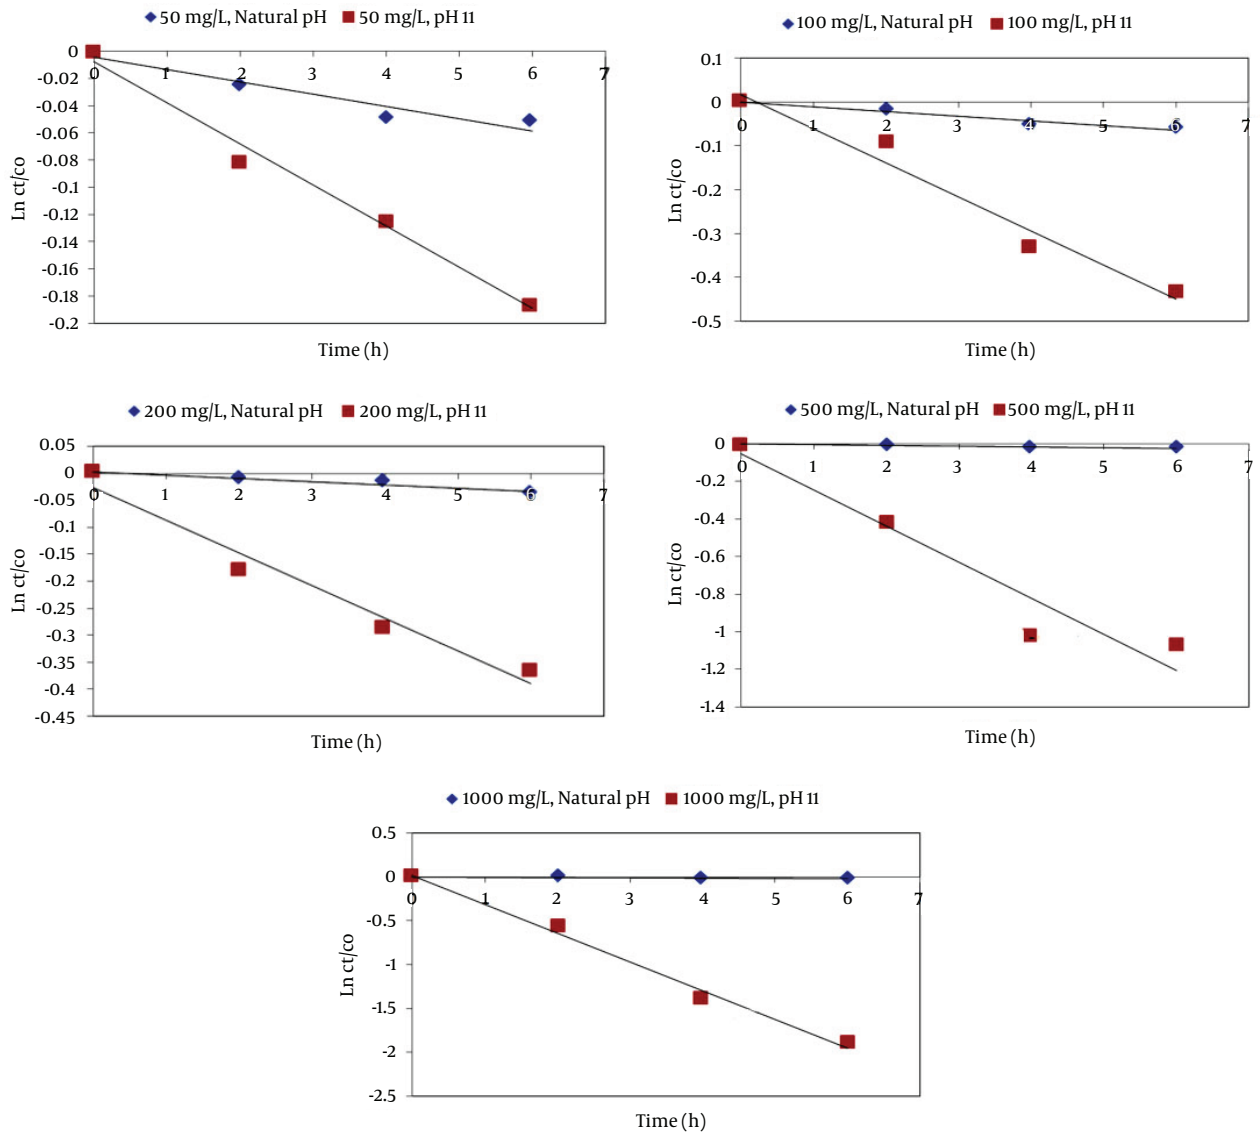 50 mg/L, Natural pH 50 mg/L, pH 11
0
-0.02
-0.04
-0.06
-0.08
-0.1
-0.12
-0.14
-0.16
-0.18
-0.2
Ln ct/co
0 1 2 3 4 5 6 7
Time (h)
100 mg/L, Natural pH 100 mg/L, pH 11
0.1
0
-0.1
-0.2
-0.3
-0.4
-0.5
Ln ct/co
0 1 2 3 4 5 6 7
Time (h)
200 mg/L, Natural pH 200 mg/L, pH 11
0.05
0
-0.05
-0.1
-0.15
-0.2
-0.25
-0.3
-0.35
-0.4
-0.45
Ln ct/co
0 1 2 3 4 5 6 7
Time (h)
500 mg/L, Natural pH 500 mg/L, pH 11
0
-0.2
-0.4
-0.6
-0.8
-1
-1.2
-1.4
Ln ct/co
0 1 2 3 4 5 6 7
Time (h)
1000 mg/L, Natural pH 1000 mg/L, pH 11
0.5
0
-0.5
-1
-1.5
-2
-2.5
Ln ct/co
0 1 2 3 4 5 6 7
Time (h)